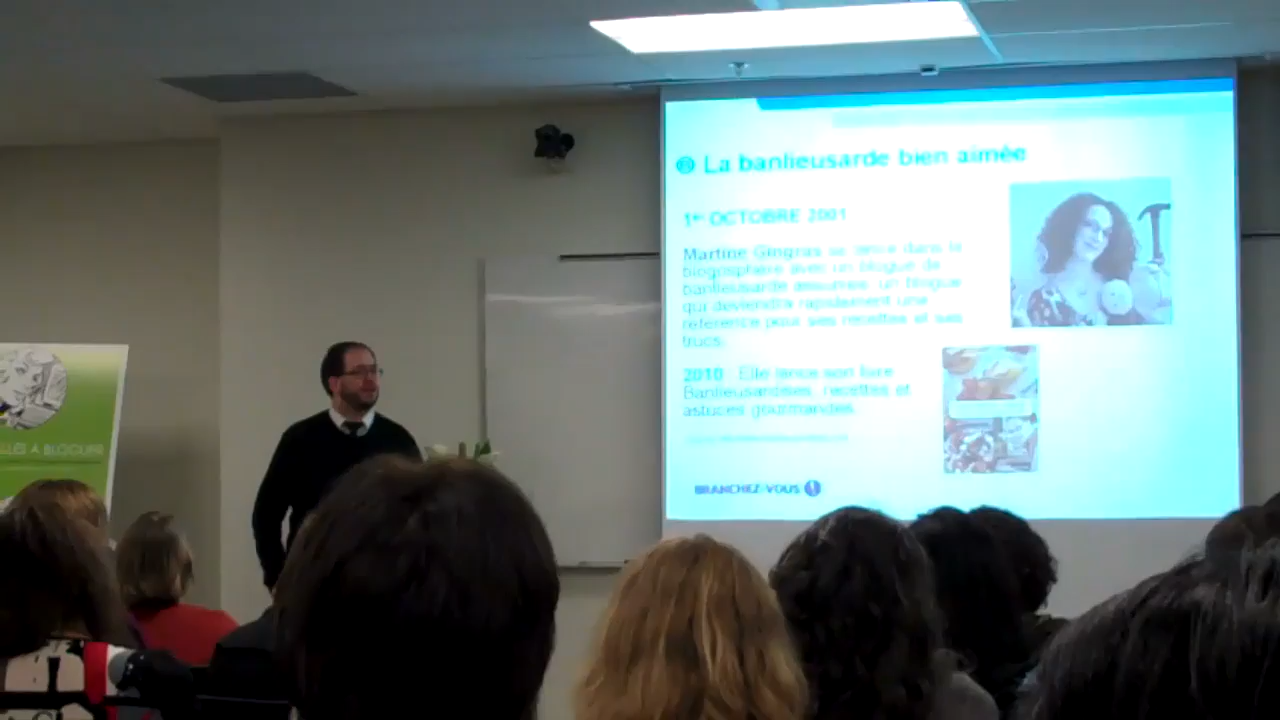 La banlieusarde bien aimée
1er OCTOBRE 2001
Martine Gingras se lance dans la
blogosphère avec un blogue de
banlieusarde assumée, un blogue
qui deviendra rapidement une
référence pour ses recettes et ses
trucs.
2010 : Elle lance son livre
Banlieusardises, recettes et
astuces gourmandes.
BRANCHEZ-VOUS
LES À BLOGUER